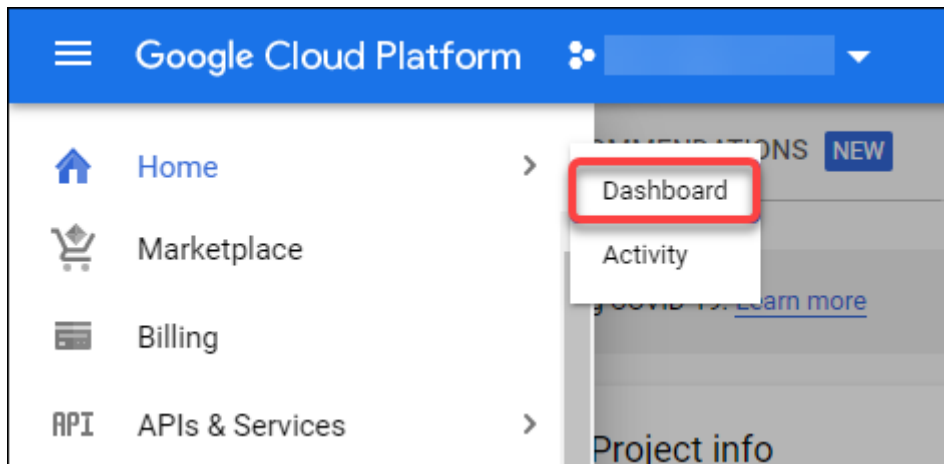 Google Cloud Platform
Home
Dashboard
NEW
Marketplace
Activity
Learn more
Billing
API
APIs & Services
Project info